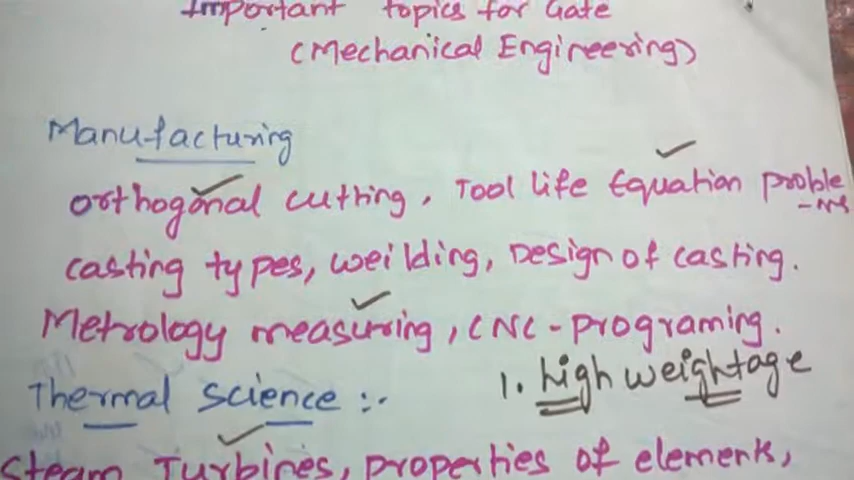 Important topics for Gate
(Mechanical Engineering)
Manufacturing
orthogonal cutting, Tool life Equation proble
-ms
casting types, weilding, Design of casting.
Metrology measuring, CNC-programing.
1. high weightage
Thermal science :-
Steam Turbines, properties of elements,